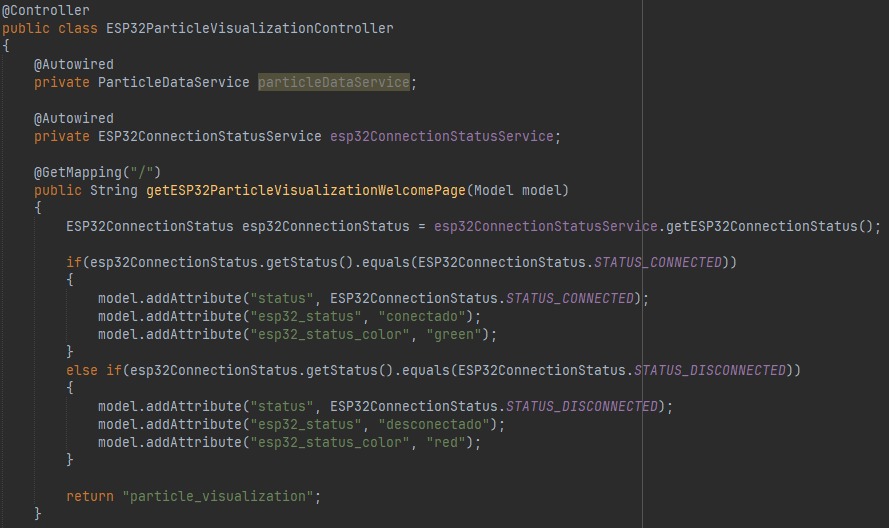 @Controller
public class ESP32ParticleVisualizationController
{
@Autowired
private ParticleDataService particleDataService;
@Autowired
private ESP32ConnectionStatusService esp32ConnectionStatusService;
@GetMapping("/")
public String getESP32ParticleVisualizationWelcomePage(Model model)
{
ESP32ConnectionStatus esp32ConnectionStatus = esp32ConnectionStatusService.getESP32ConnectionStatus();
if(esp32ConnectionStatus.getStatus().equals(ESP32ConnectionStatus.STATUS_CONNECTED))
{
model.addAttribute("status", ESP32ConnectionStatus.STATUS_CONNECTED);
model.addAttribute("esp32_status", "conectado");
model.addAttribute("esp32_status_color", "green");
}
else if(esp32ConnectionStatus.getStatus().equals(ESP32ConnectionStatus.STATUS_DISCONNECTED))
{
model.addAttribute("status", ESP32ConnectionStatus.STATUS_DISCONNECTED);
model.addAttribute("esp32_status", "desconectado");
model.addAttribute("esp32_status_color", "red");
}
return "particle_visualization";
}